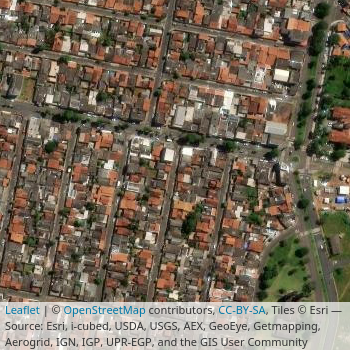 Leaflet | © OpenStreetMap contributors, CC-BY-SA, Tiles © Esri —
Source: Esri, i-cubed, USDA, USGS, AEX, GeoEye, Getmapping,
Aerogrid, IGN, IGP, UPR-EGP, and the GIS User Community